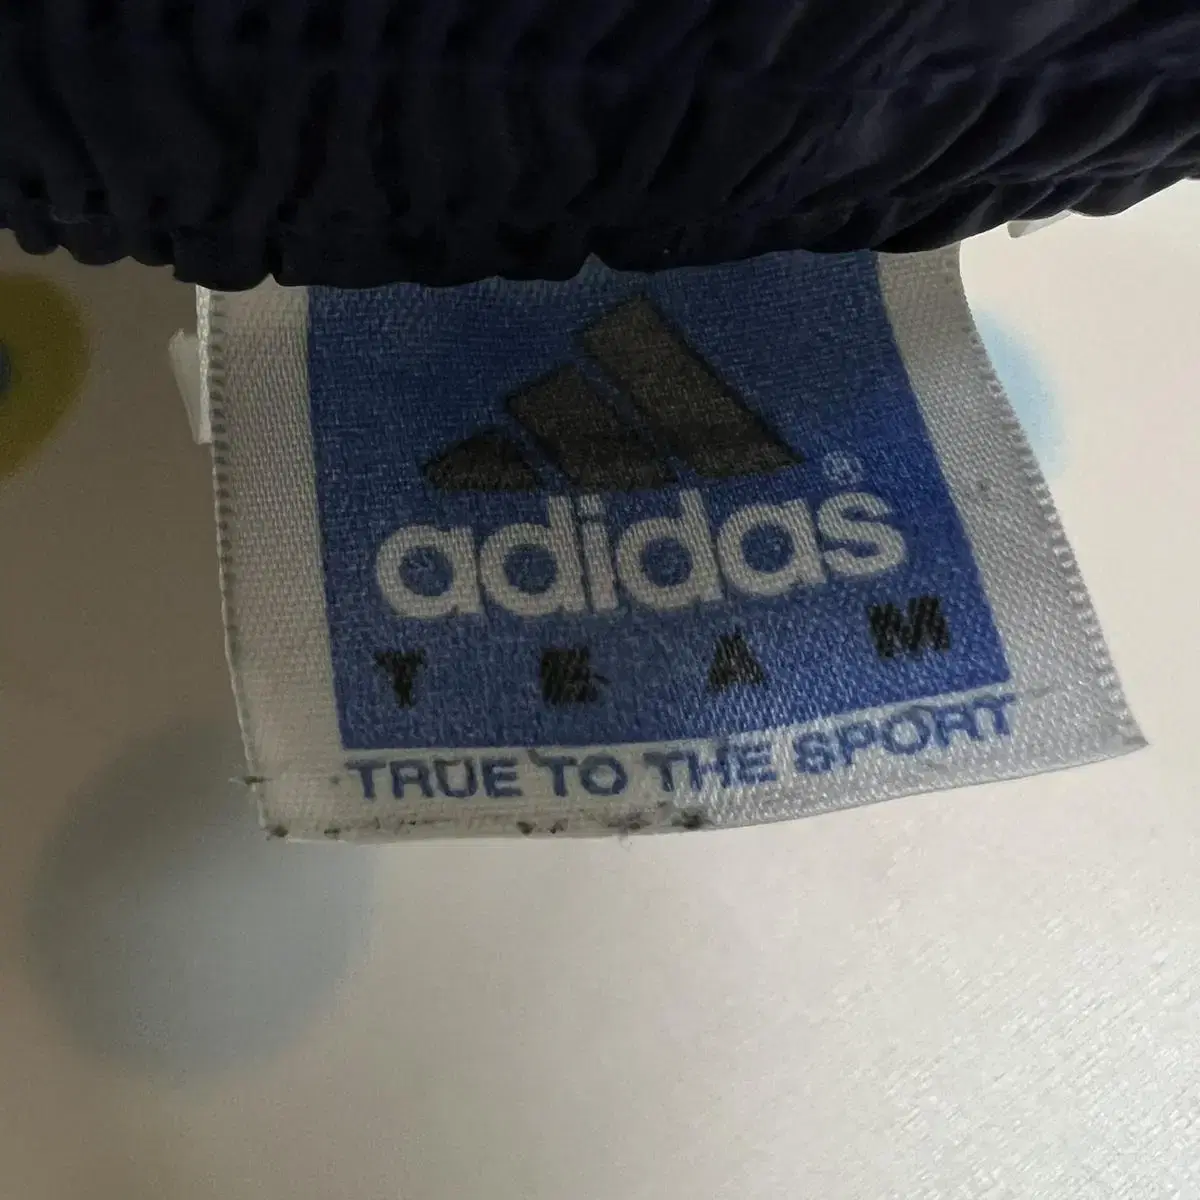 adidas®
TEAM
TRUE TO THE SPORT